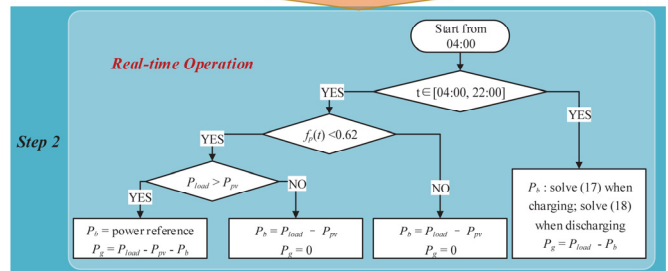 Start from
04:00
Real-time Operation
t∈[04:00, 22:00]
YES
YES
Step 2
f_p(t) <0.62
YES
NO
P_load > P_pv
YES
NO
P_b = power reference
P_g = P_load - P_pv - P_b
P_b = P_load − P_pv
P_g = 0
P_b = P_load − P_pv
P_g = 0
P_b : solve (17) when
charging; solve (18)
when discharging
P_g = P_load - P_b